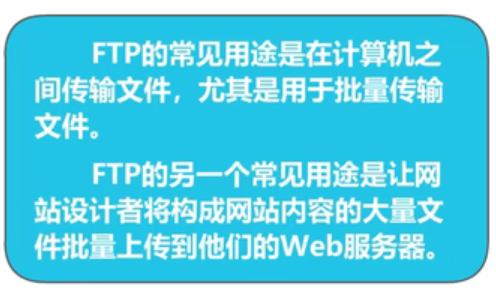 FTP的常见用途是在计算机之
间传输文件，尤其是用于批量传输
文件。
FTP的另一个常见用途是让网
站设计者将构成网站内容的大量文
件批量上传到他们的Web服务器。